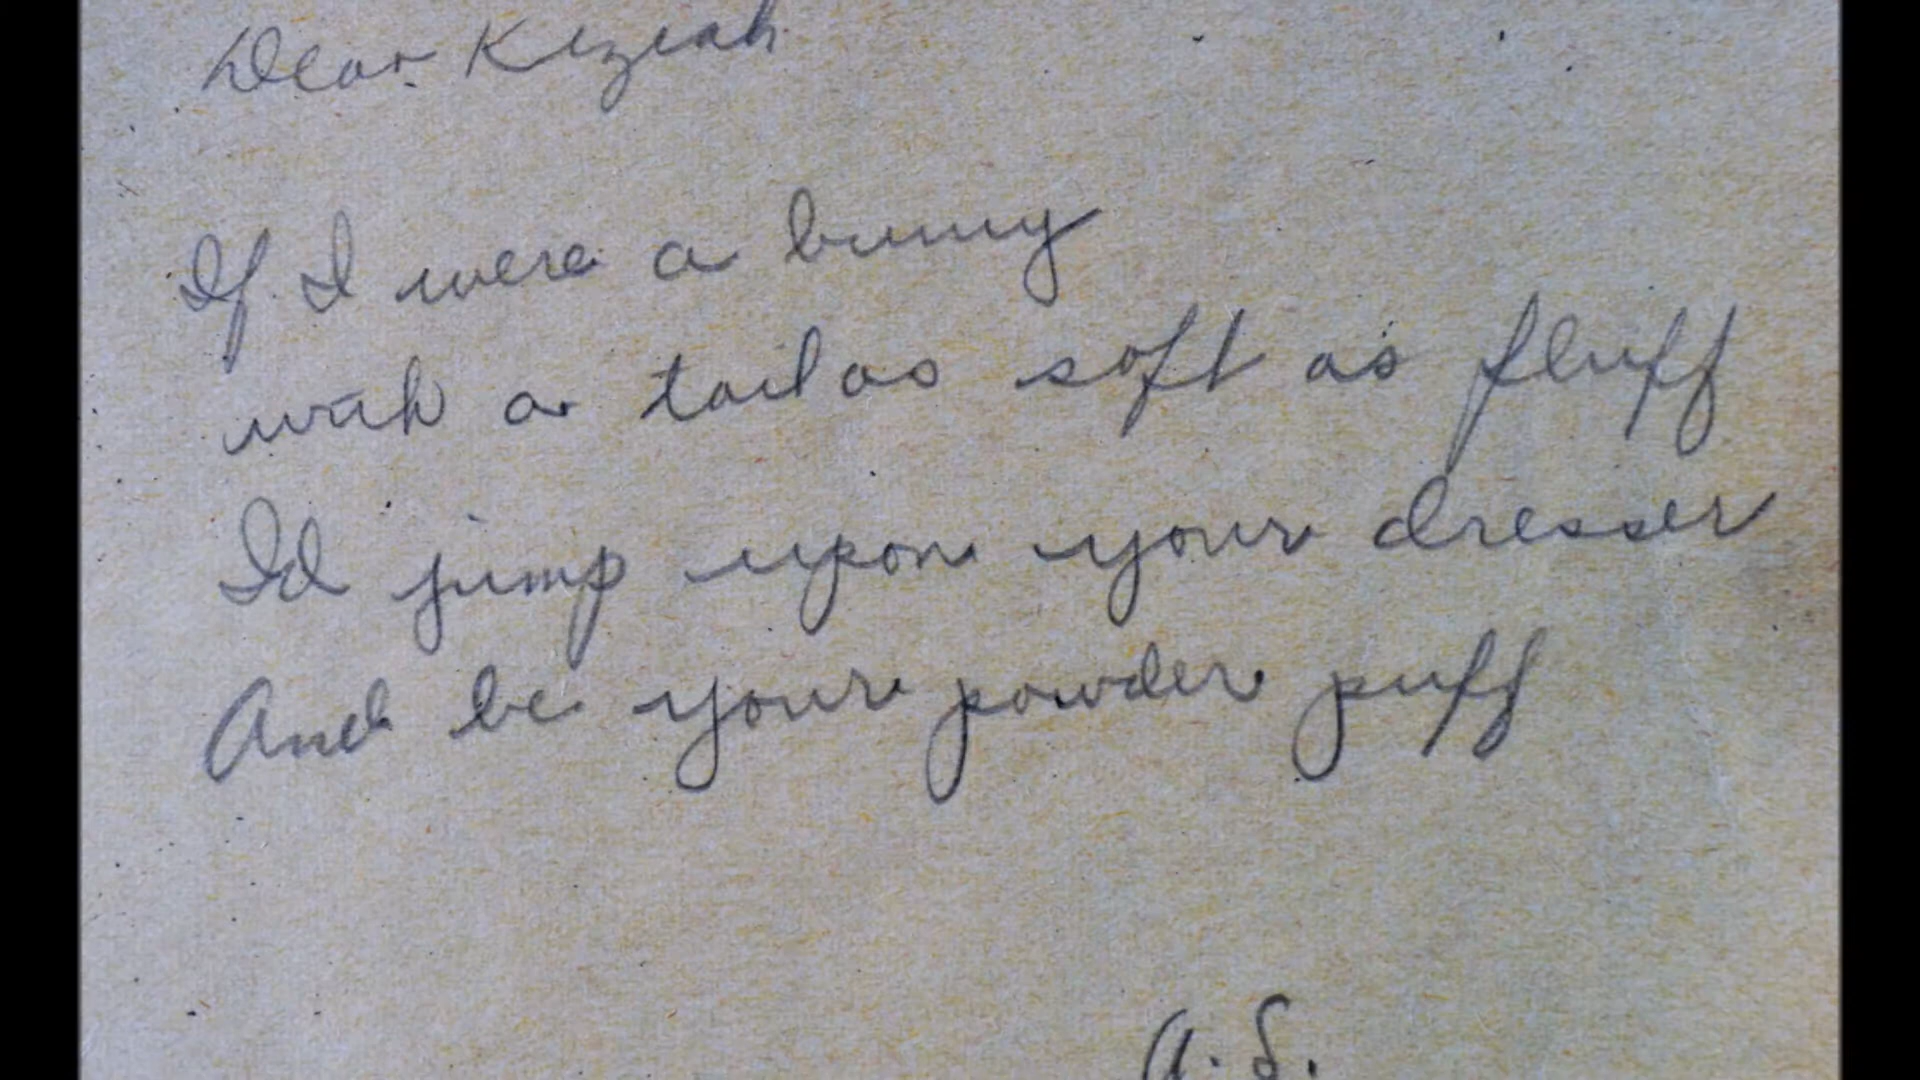 Dear Keziah
If I were a bunny
with a tail as soft as fluff
Id jump upon your dresser
And be your powder puff
A. S.